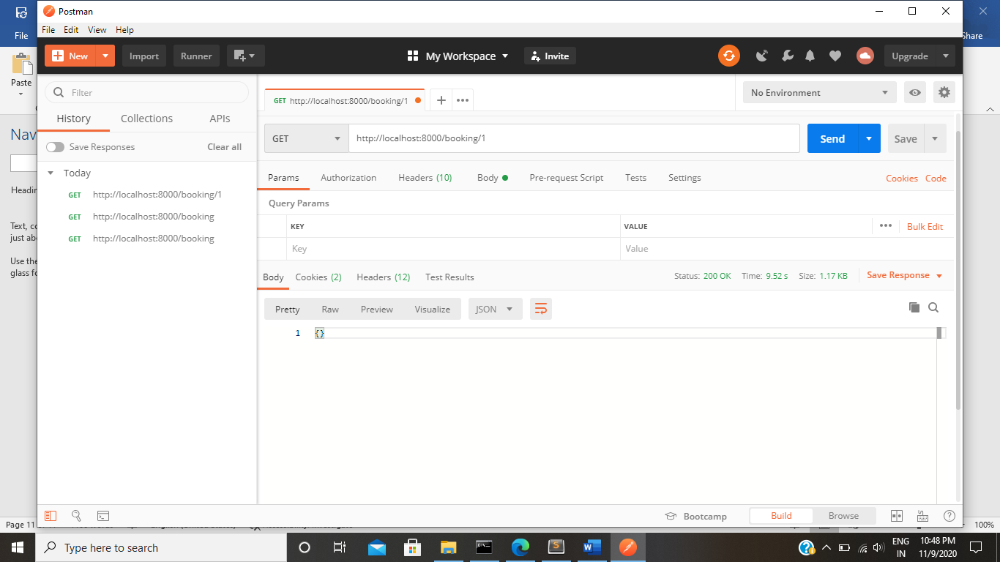 Postman
File Edit View Help
File
Share
New Import Runner My Workspace Invite Upgrade
Paste
Filter
History Collections APIs
Save Responses Clear all
Today
GET http://localhost:8000/booking/1
GET http://localhost:8000/booking
GET http://localhost:8000/booking
Nav
Headin
Text, co
just abo
Use the
glass fo
GET http://localhost:8000/booking/1
No Environment
GET http://localhost:8000/booking/1 Send Save
Params Authorization Headers (10) Body Pre-request Script Tests Settings Cookies Code
Query Params
KEY VALUE Bulk Edit
Key Value
Body Cookies (2) Headers (12) Test Results Status: 200 OK Time: 9.52 s Size: 1.17 KB Save Response
Pretty Raw Preview Visualize JSON
1 {}
Bootcamp Build Browse
Page 11 100%
Type here to search
ENG 10:48 PM
IN 11/9/2020